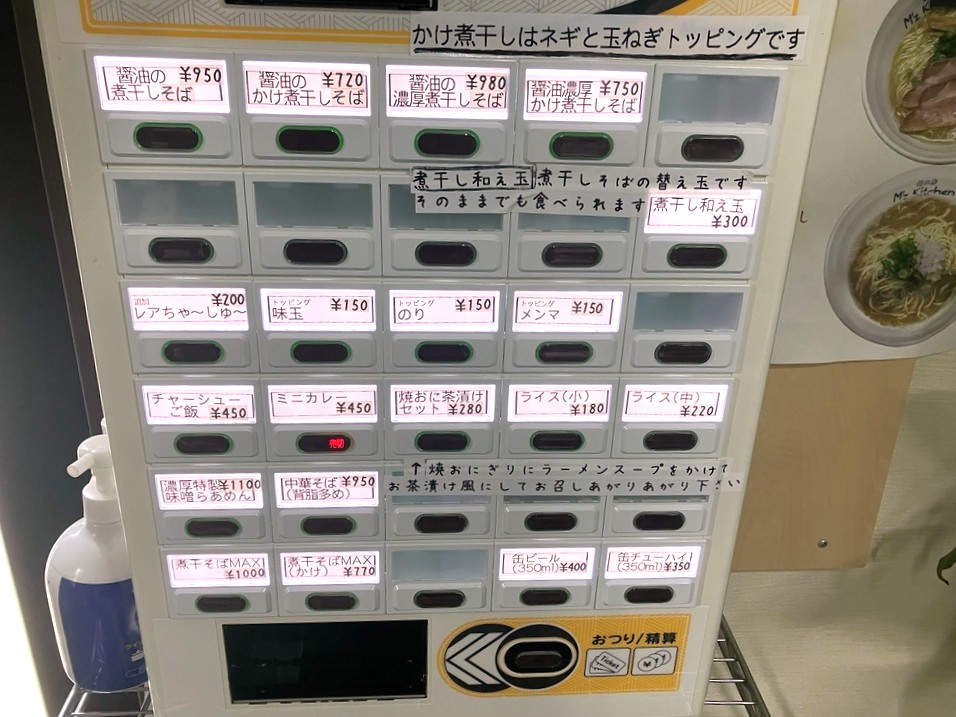 かけ煮干しはネギと玉ねぎトッピングです
醤油の ¥950
煮干しそば
醤油の ¥720
かけ煮干しそば
醤油の ¥980
濃厚煮干しそば
醤油濃厚 ¥750
かけ煮干しそば
煮干し和え玉 煮干しそばの替え玉です
そのままでも食べられます
煮干し和え玉
¥300
追加 ¥200
レアちゃ〜しゅ〜
トッピング ¥150
味玉
トッピング ¥150
のり
トッピング ¥150
メンマ
チャーシュー
ご飯 ¥450
ミニカレー
¥450
売切
焼おに茶漬け
セット ¥280
ライス(小)
¥180
ライス(中)
¥220
↑焼おにぎりにラーメンスープをかけて
お茶漬け風にしてお召しあがりあがり下さい
濃厚特製 ¥1100
味噌らあめん
中華そば ¥950
(背脂多め)
煮干そばMAX
¥1000
煮干そばMAX
(かけ) ¥770
缶ビール
(350ml) ¥400
缶チューハイ
(350ml) ¥350
おつり/精算
Ticket
¥
M'z Kitchen
M'z Kitchen